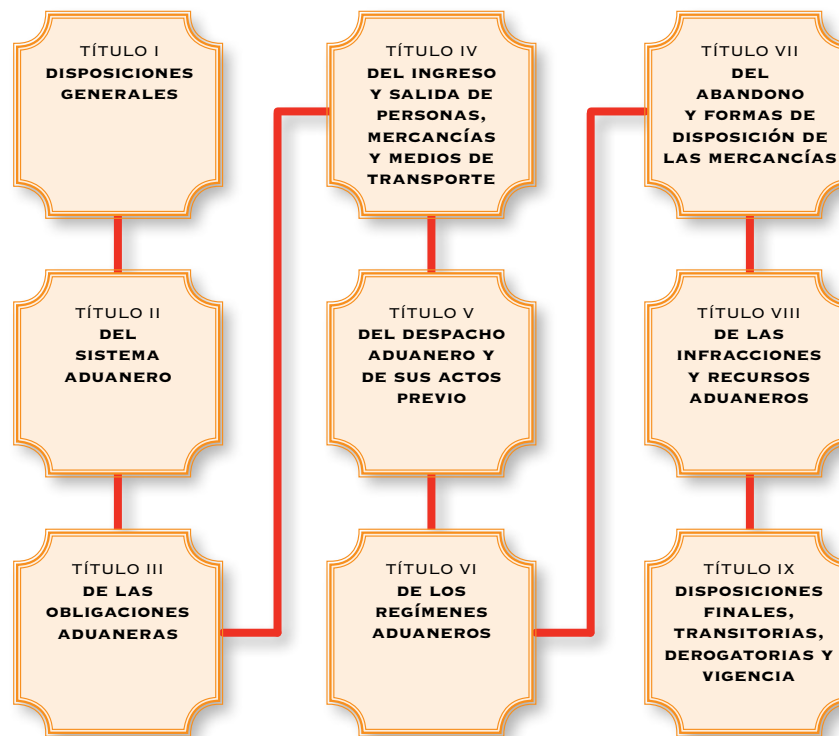 TÍTULO I
DISPOSICIONES
GENERALES
TÍTULO II
DEL
SISTEMA
ADUANERO
TÍTULO III
DE LAS
OBLIGACIONES
ADUANERAS
TÍTULO IV
DEL INGRESO
Y SALIDA DE
PERSONAS,
MERCANCÍAS
Y MEDIOS DE
TRANSPORTE
TÍTULO V
DEL DESPACHO
ADUANERO Y
DE SUS ACTOS
PREVIO
TÍTULO VI
DE LOS
REGÍMENES
ADUANEROS
TÍTULO VII
DEL
ABANDONO
Y FORMAS DE
DISPOSICIÓN DE
LAS MERCANCÍAS
TÍTULO VIII
DE LAS
INFRACCIONES
Y RECURSOS
ADUANEROS
TÍTULO IX
DISPOSICIONES
FINALES,
TRANSITORIAS,
DEROGATORIAS Y
VIGENCIA